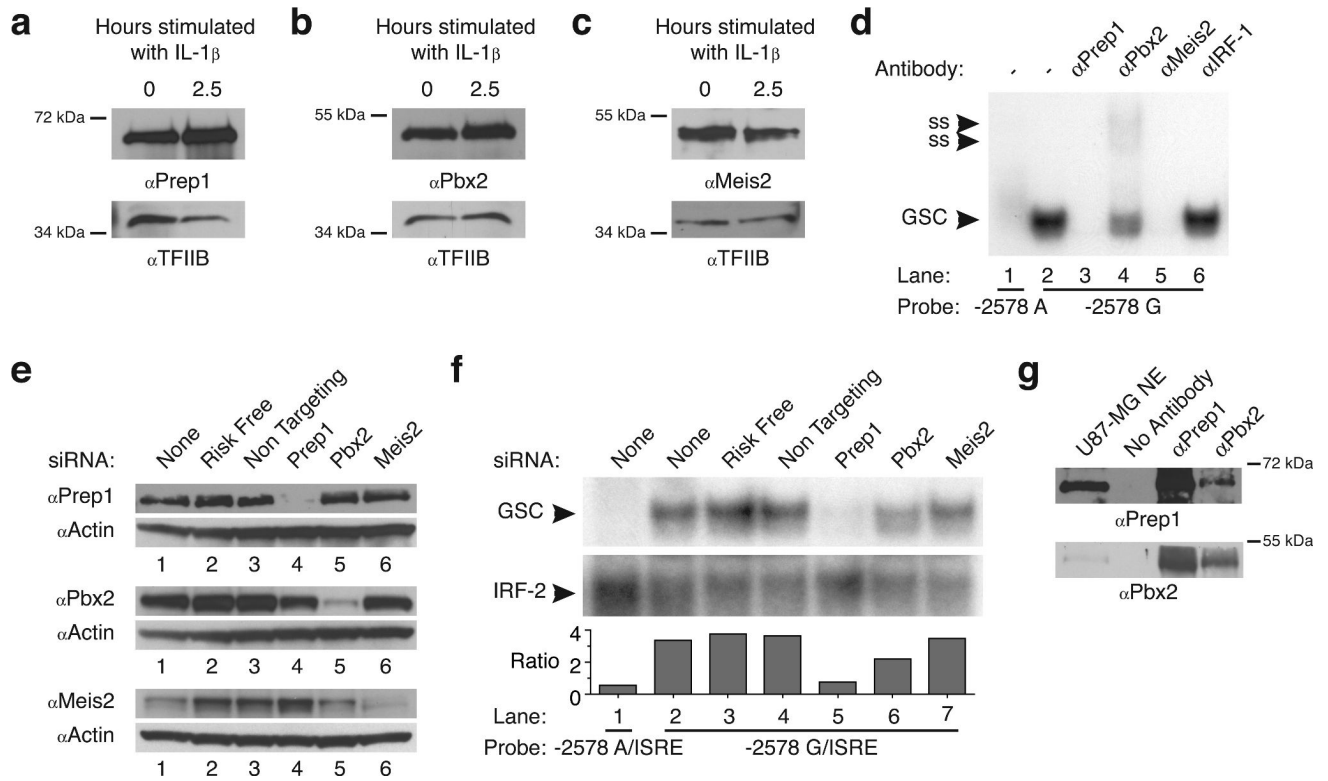 a
Hours stimulated
with IL-1β
0 2.5
72 kDa
αPrep1
34 kDa
αTFIIB
b
Hours stimulated
with IL-1β
0 2.5
55 kDa
αPbx2
34 kDa
αTFIIB
c
Hours stimulated
with IL-1β
0 2.5
55 kDa
αMeis2
34 kDa
αTFIIB
d
Antibody: - - αPrep1 αPbx2 αMeis2 αIRF-1
ss
ss
GSC
Lane: 1 2 3 4 5 6
Probe: -2578 A -2578 G
e
siRNA: None Risk Free Non Targeting Prep1 Pbx2 Meis2
αPrep1
αActin
1 2 3 4 5 6
αPbx2
αActin
1 2 3 4 5 6
αMeis2
αActin
1 2 3 4 5 6
f
siRNA: None None Risk Free Non Targeting Prep1 Pbx2 Meis2
GSC
IRF-2
4
Ratio 2
0
Lane: 1 2 3 4 5 6 7
Probe: -2578 A/ISRE -2578 G/ISRE
g
U87-MG NE No Antibody αPrep1 αPbx2
72 kDa
αPrep1
55 kDa
αPbx2